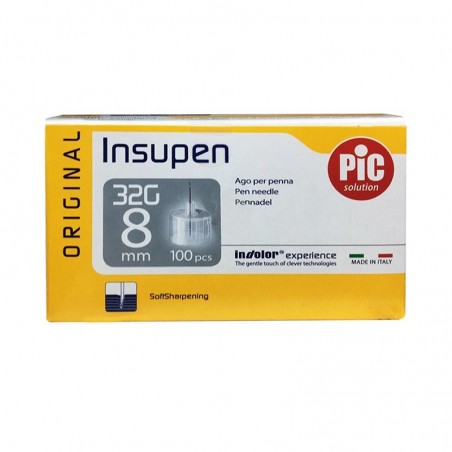 ORIGINAL
Insupen
32G
8
mm
100 pcs
Ago per penna
Pen needle
Pennadel
PiC
solution
indolor® experience
The gentle touch of clever technologies
MADE IN ITALY
SoftSharpening